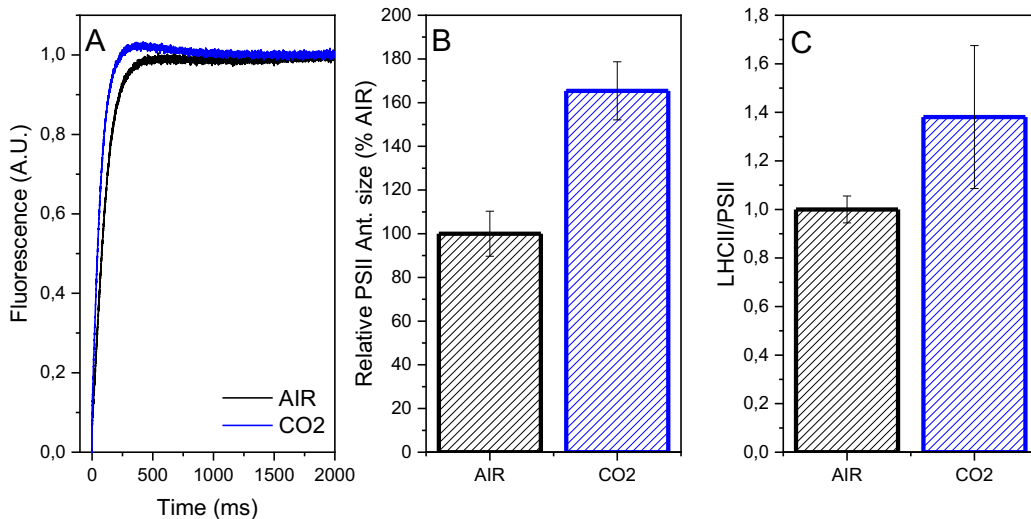 A
Fluorescence (A.U.)
1,0
0,8
0,6
0,4
0,2
0,0
AIR
CO2
0 500 1000 1500 2000
Time (ms)
B
Relative PSII Ant. size (% AIR)
200
180
160
140
120
100
80
60
40
20
0
AIR CO2
C
LHCII/PSII
1,8
1,6
1,4
1,2
1,0
0,8
0,6
0,4
0,2
0,0
AIR CO2